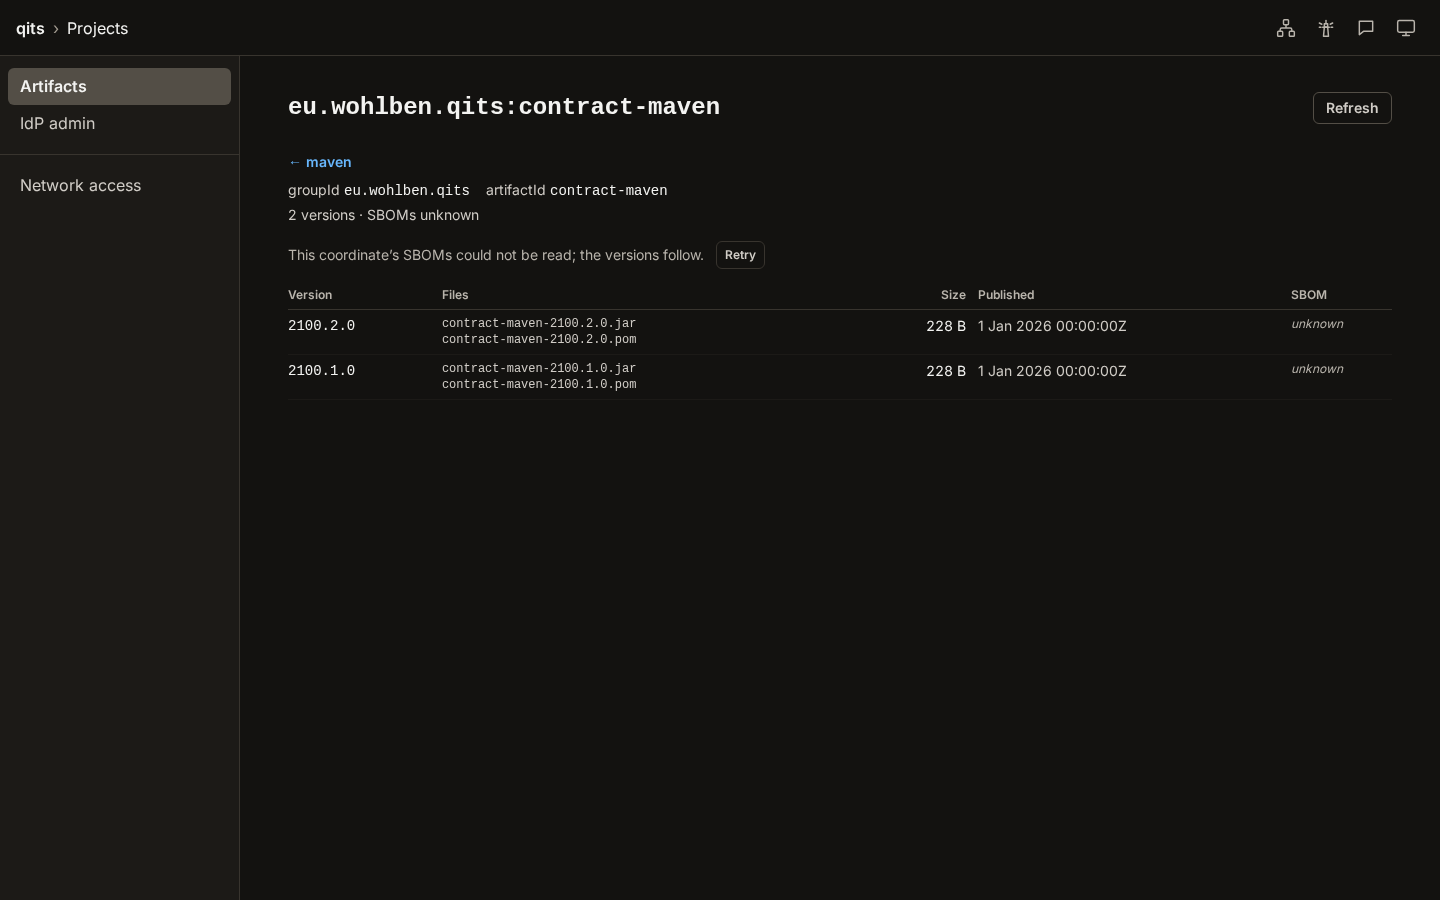 qits › Projects
Artifacts
IdP admin
Network access
eu.wohlben.qits:contract-maven
Refresh
← maven
groupId eu.wohlben.qits artifactId contract-maven
2 versions · SBOMs unknown
This coordinate’s SBOMs could not be read; the versions follow. Retry
Version Files Size Published SBOM
2100.2.0 contract-maven-2100.2.0.jar 228 B 1 Jan 2026 00:00:00Z unknown
contract-maven-2100.2.0.pom
2100.1.0 contract-maven-2100.1.0.jar 228 B 1 Jan 2026 00:00:00Z unknown
contract-maven-2100.1.0.pom